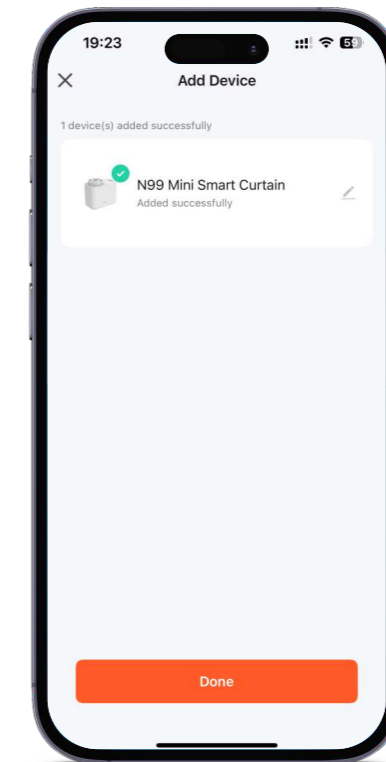 19:23
59
Add Device
1 device(s) added successfully
N99 Mini Smart Curtain
Added successfully
Done